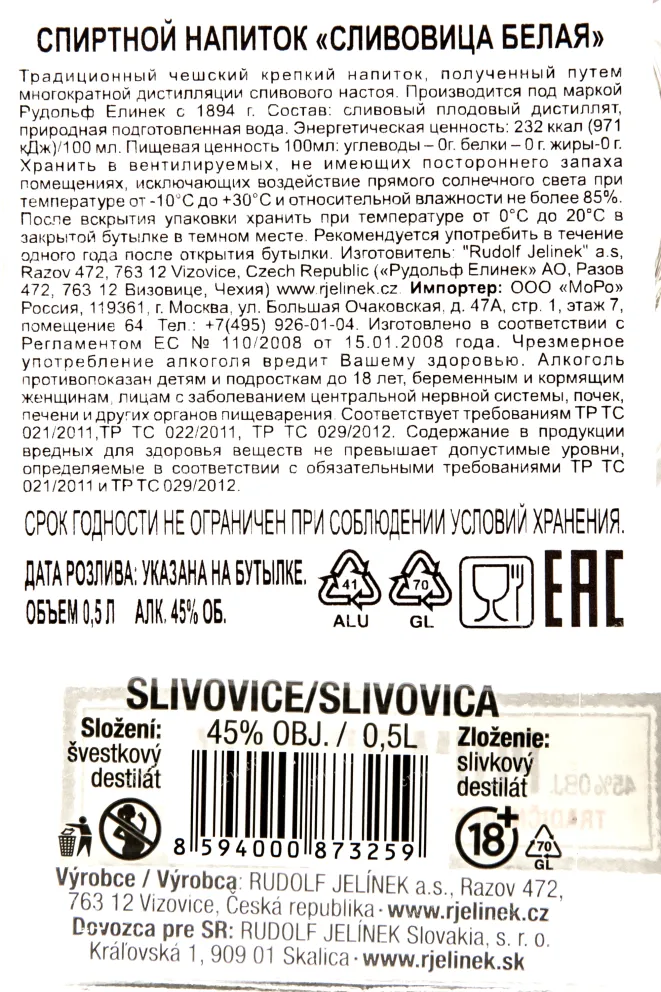 СПИРТНОЙ НАПИТОК «СЛИВОВИЦА БЕЛАЯ»
Традиционный чешский крепкий напиток, полученный путем
многократной дистилляции сливового настоя. Производится под маркой
Рудольф Елинек с 1894 г. Состав: сливовый плодовый дистиллят,
природная подготовленная вода. Энергетическая ценность: 232 ккал (971
кДж)/100 мл. Пищевая ценность 100мл: углеводы – 0г. белки – 0 г. жиры-0 г.
Хранить в вентилируемых, не имеющих постороннего запаха
помещениях, исключающих воздействие прямого солнечного света при
температуре от -10°С до +30°С и относительной влажности не более 85%.
После вскрытия упаковки хранить при температуре от 0°С до 20°С в
закрытой бутылке в темном месте. Рекомендуется употребить в течение
одного года после открытия бутылки. Изготовитель: "Rudolf Jelinek" a.s,
Razov 472, 763 12 Vizovice, Czech Republic («Рудольф Елинек» АО, Разов
472, 763 12 Визовице, Чехия) www.rjelinek.cz. Импортер: ООО «МоРо»
Россия, 119361, г. Москва, ул. Большая Очаковская, д. 47А, стр. 1, этаж 7,
помещение 64 Тел.: +7(495) 926-01-04. Изготовлено в соответствии с
Регламентом ЕС № 110/2008 от 15.01.2008 года. Чрезмерное
употребление алкоголя вредит Вашему здоровью. Алкоголь
противопоказан детям и подросткам до 18 лет, беременным и кормящим
женщинам, лицам с заболеванием центральной нервной системы, почек,
печени и других органов пищеварения. Соответствует требованиям ТР ТС
021/2011,ТР ТС 022/2011, ТР ТС 029/2012. Содержание в продукции
вредных для здоровья веществ не превышает допустимые уровни,
определяемые в соответствии с обязательными требованиями ТР ТС
021/2011 и ТР ТС 029/2012.
СРОК ГОДНОСТИ НЕ ОГРАНИЧЕН ПРИ СОБЛЮДЕНИИ УСЛОВИЙ ХРАНЕНИЯ.
ДАТА РОЗЛИВА: УКАЗАНА НА БУТЫЛКЕ.
ОБЪЕМ 0,5 Л АЛК. 45% ОБ.
41
ALU
70
GL
EAC
SLIVOVICE/SLIVOVICA
45% OBJ. / 0,5L
Složení:
švestkový
destilát
Zloženie:
slivkový
destilát
18+
70
GL
8 594000 873259
Výrobce / Výrobca: RUDOLF JELÍNEK a.s., Razov 472,
763 12 Vizovice, Česká republika · www.rjelinek.cz
Dovozca pre SR: RUDOLF JELÍNEK Slovakia, s. r. o.
Kráľovská 1, 909 01 Skalica · www.rjelinek.sk